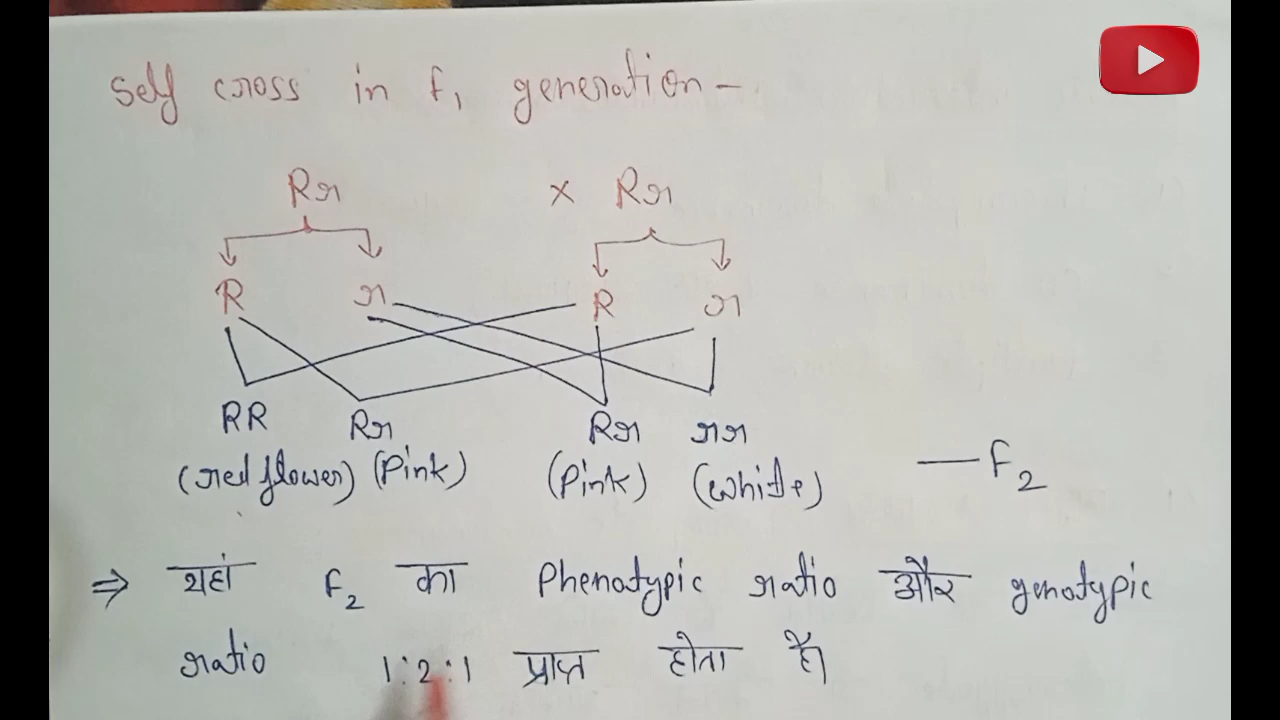 Self cross in F₁ generation –
Rr × Rr
R r R r
RR Rr Rr rr
(red flower) (Pink) (Pink) (white)
— F₂
⇒ यहां F₂ का Phenotypic ratio और genotypic
ratio 1:2:1 प्राप्त होता है।